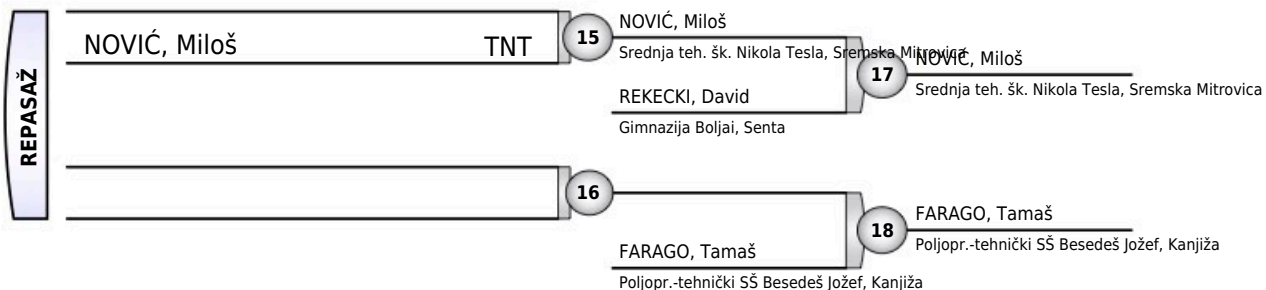 REPASAŽ
NOVIĆ, Miloš TNT
15
NOVIĆ, Miloš
Srednja teh. šk. Nikola Tesla, Sremska Mitrovica
REKECKI, David
Gimnazija Boljai, Senta
17
NOVIĆ, Miloš
Srednja teh. šk. Nikola Tesla, Sremska Mitrovica
16
FARAGO, Tamaš
Poljopr.-tehnički SŠ Besedeš Jožef, Kanjiža
18
FARAGO, Tamaš
Poljopr.-tehnički SŠ Besedeš Jožef, Kanjiža